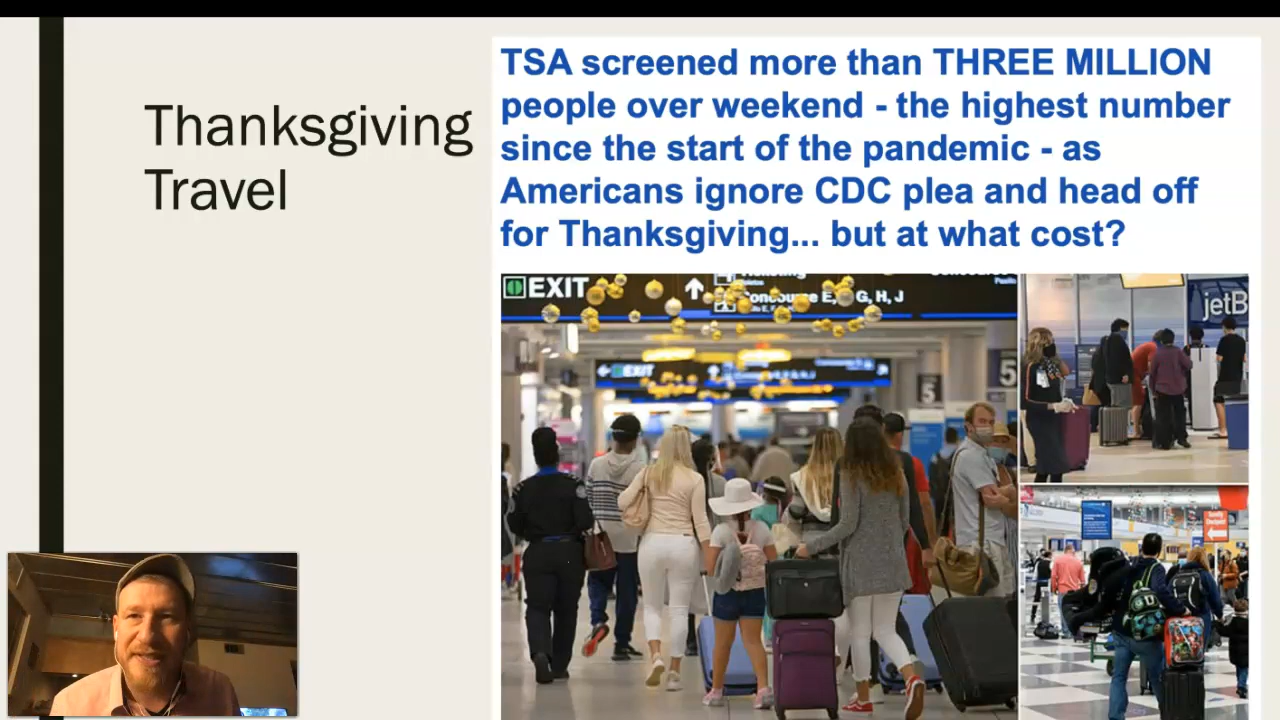 Thanksgiving
Travel
TSA screened more than THREE MILLION
people over weekend - the highest number
since the start of the pandemic - as
Americans ignore CDC plea and head off
for Thanksgiving... but at what cost?
EXIT
Concourse E, G, H, J
EXIT
5
5
jetB